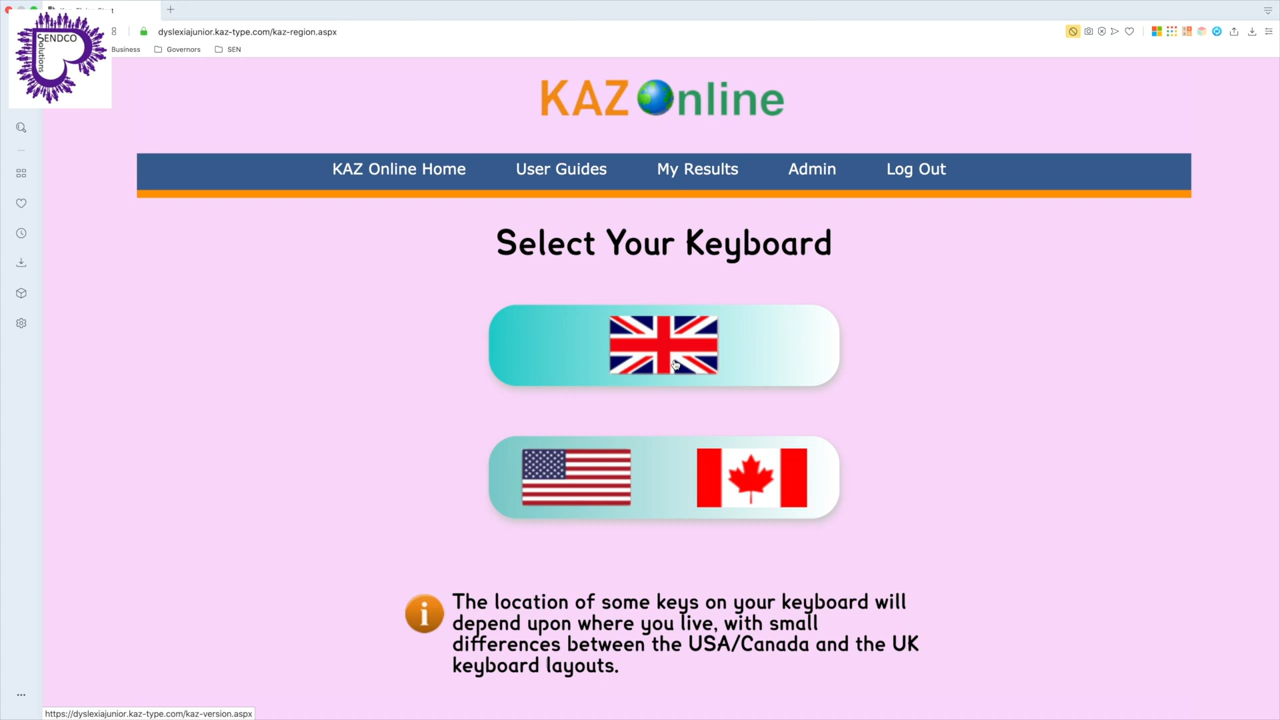 SENDCO
Solutions
dyslexiajunior.kaz-type.com/kaz-region.aspx
Business
Governors
SEN
KAZ Online
KAZ Online Home
User Guides
My Results
Admin
Log Out
Select Your Keyboard
i
The location of some keys on your keyboard will
depend upon where you live, with small
differences between the USA/Canada and the UK
keyboard layouts.
https://dyslexiajunior.kaz-type.com/kaz-version.aspx